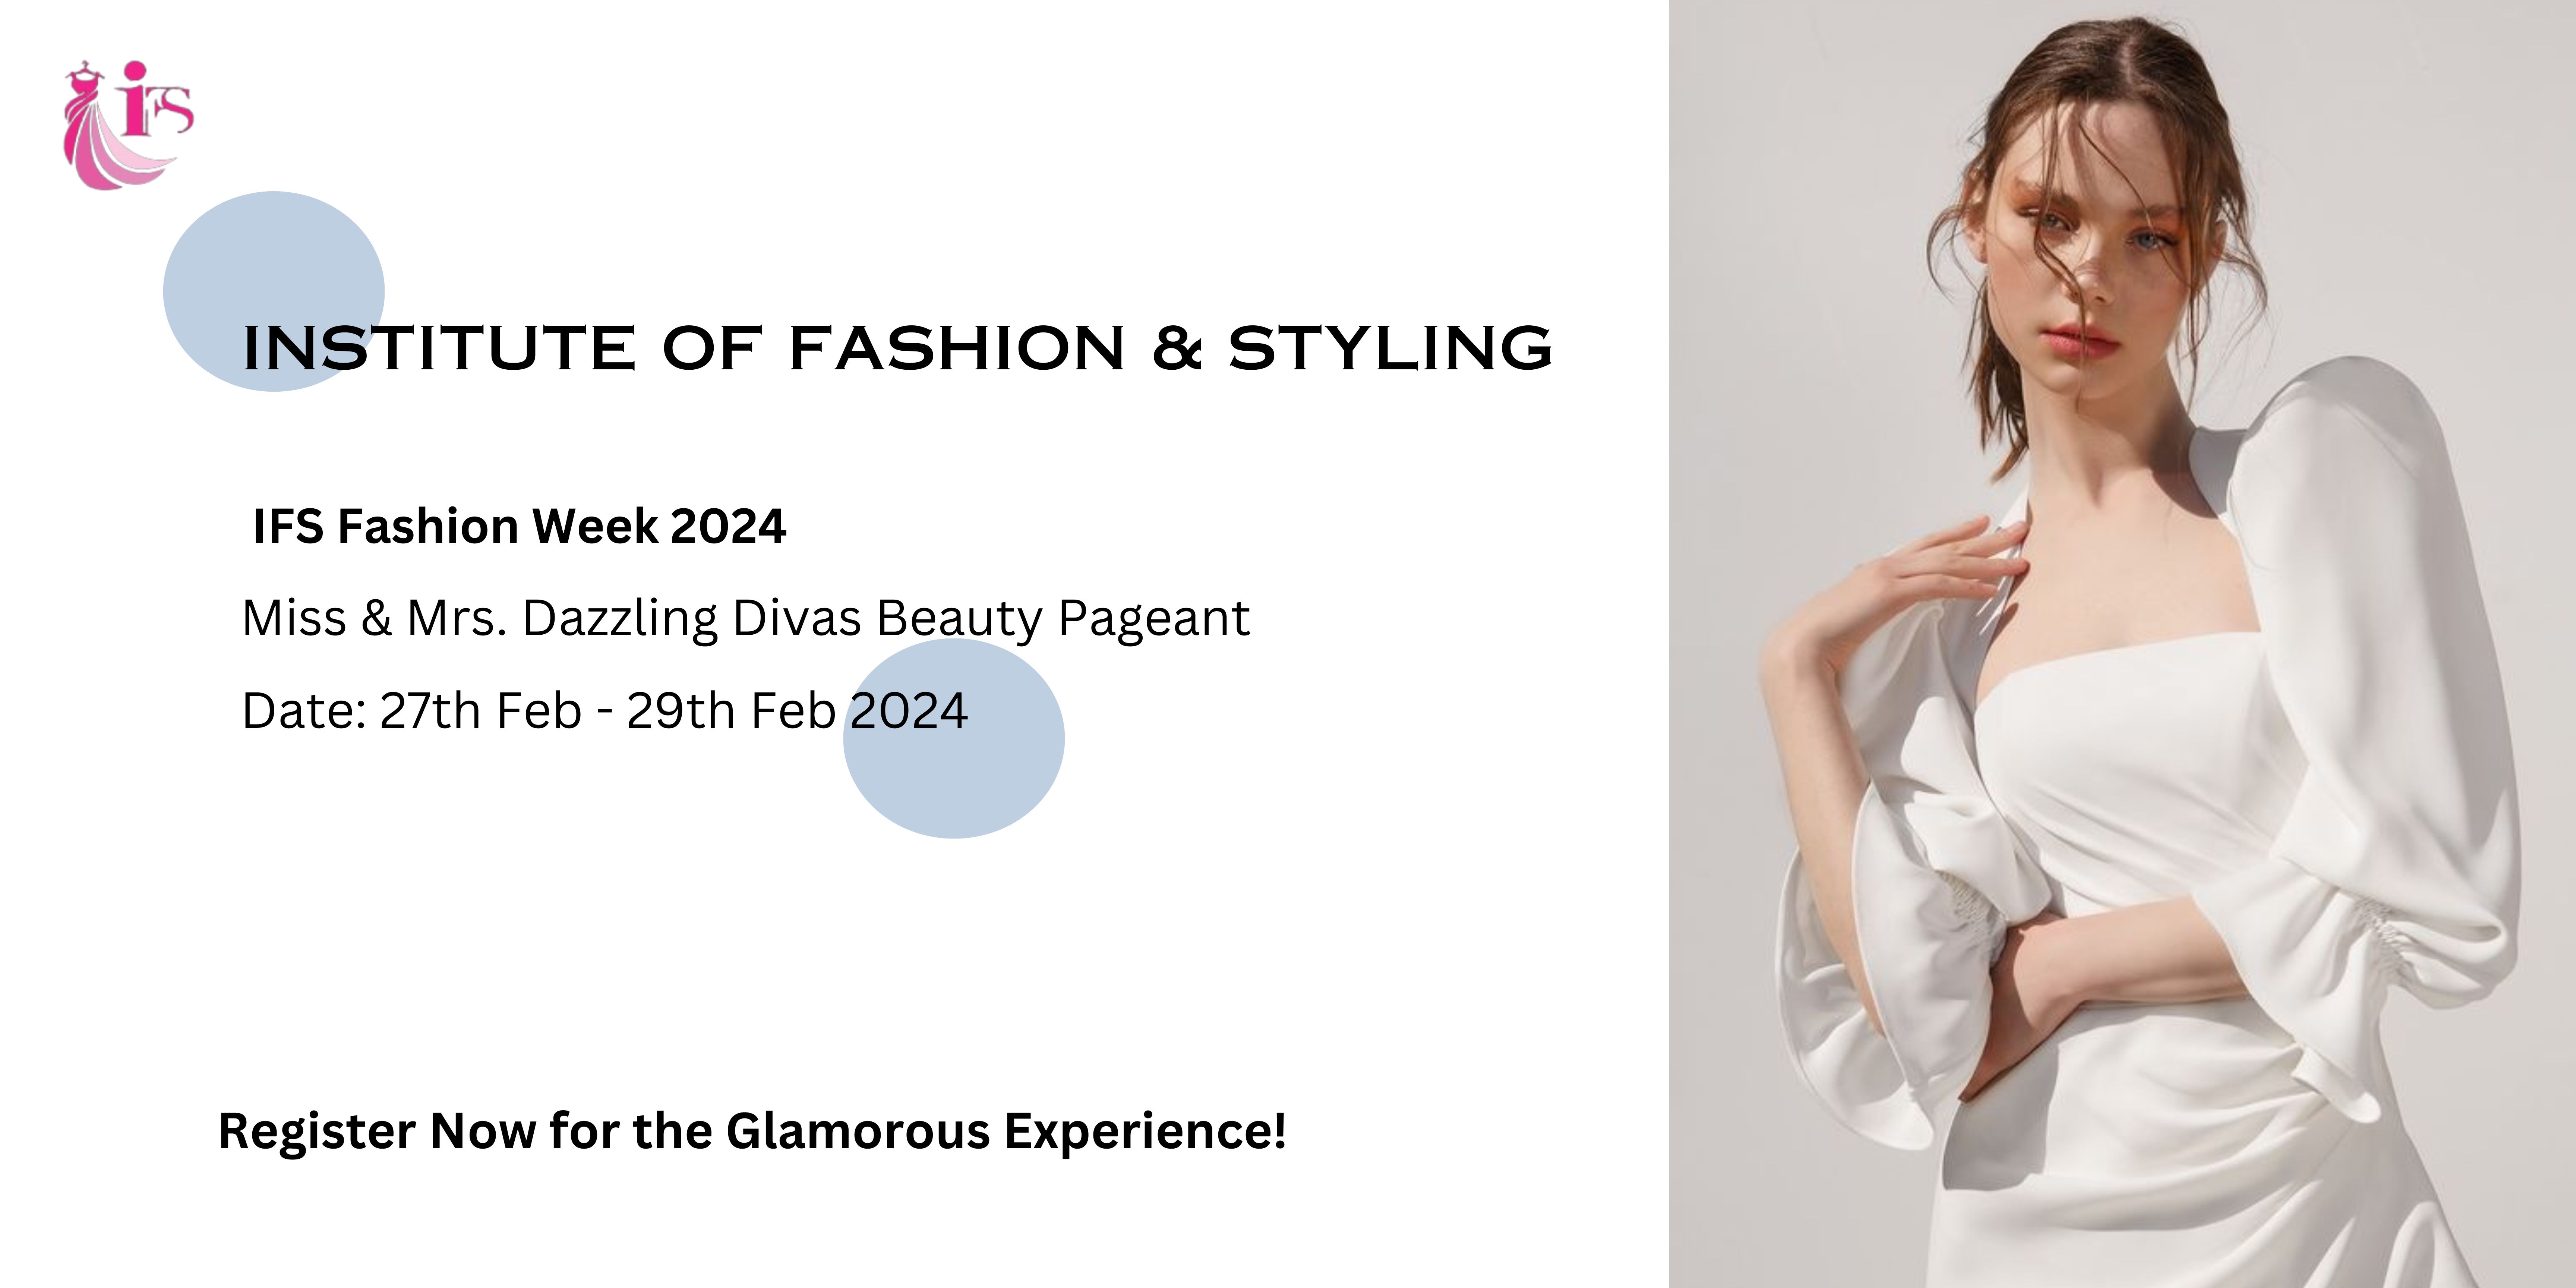 iFS
INSTITUTE OF FASHION & STYLING
IFS Fashion Week 2024
Miss & Mrs. Dazzling Divas Beauty Pageant
Date: 27th Feb - 29th Feb 2024
Register Now for the Glamorous Experience!